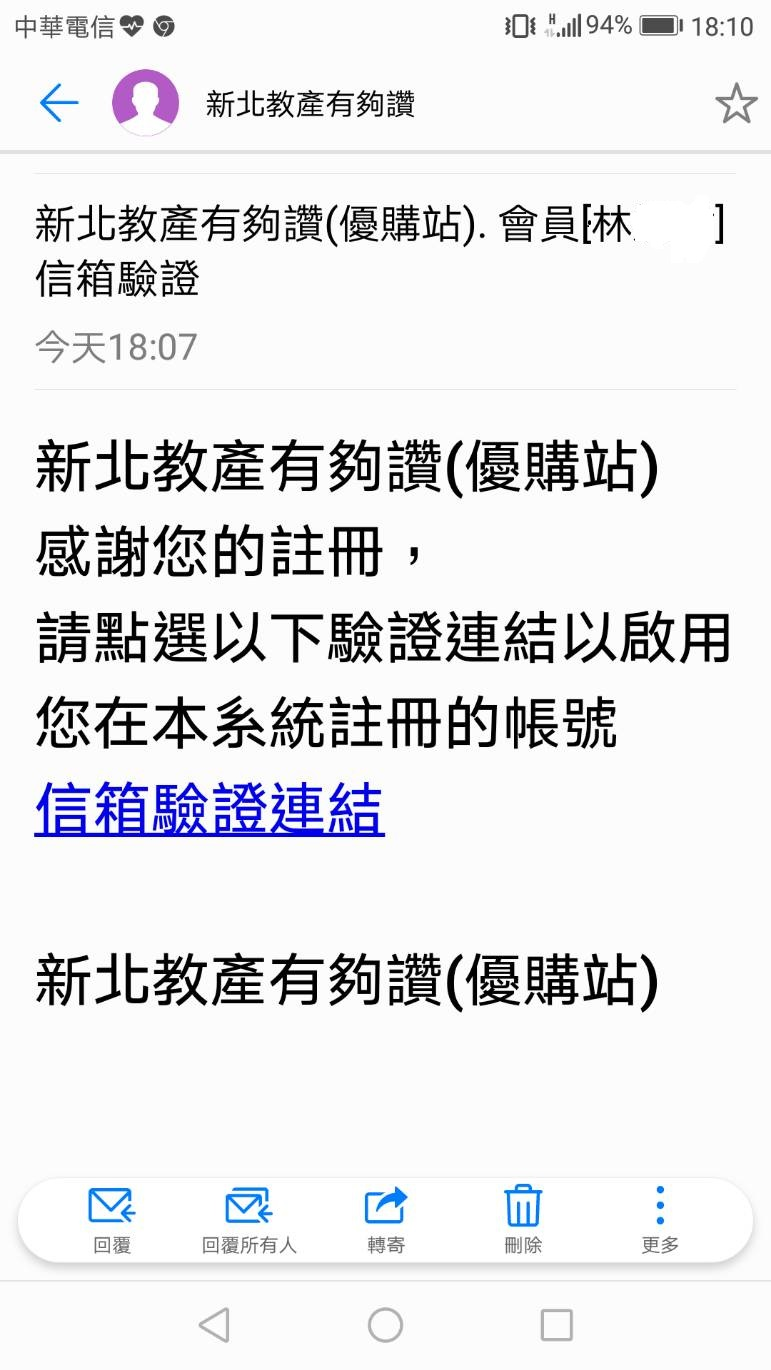 中華電信 94% 18:10
新北教產有夠讚
新北教產有夠讚(優購站). 會員[林 ]
信箱驗證
今天18:07
新北教產有夠讚(優購站)
感謝您的註冊，
請點選以下驗證連結以啟用
您在本系統註冊的帳號
信箱驗證連結
新北教產有夠讚(優購站)
回覆 回覆所有人 轉寄 刪除 更多